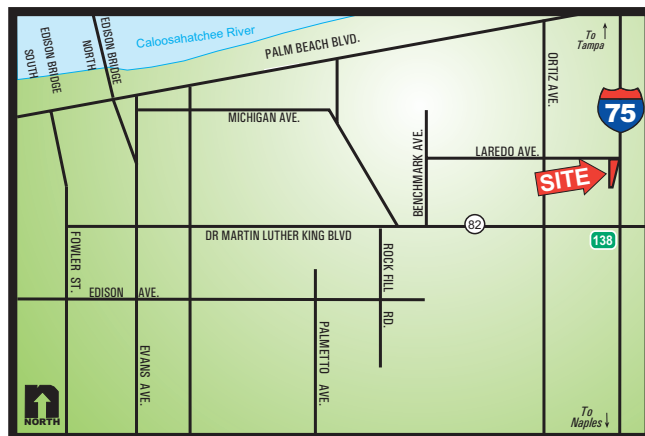 EDISON BRIDGE
SOUTH
EDISON BRIDGE
NORTH
Caloosahatchee River
PALM BEACH BLVD.
ORTIZ AVE.
To
Tampa
75
MICHIGAN AVE.
BENCHMARK AVE.
LAREDO AVE.
SITE
82
DR MARTIN LUTHER KING BLVD
138
FOWLER ST.
ROCK FILL RD.
EDISON AVE.
EVANS AVE.
PALMETTO AVE.
n
NORTH
To
Naples